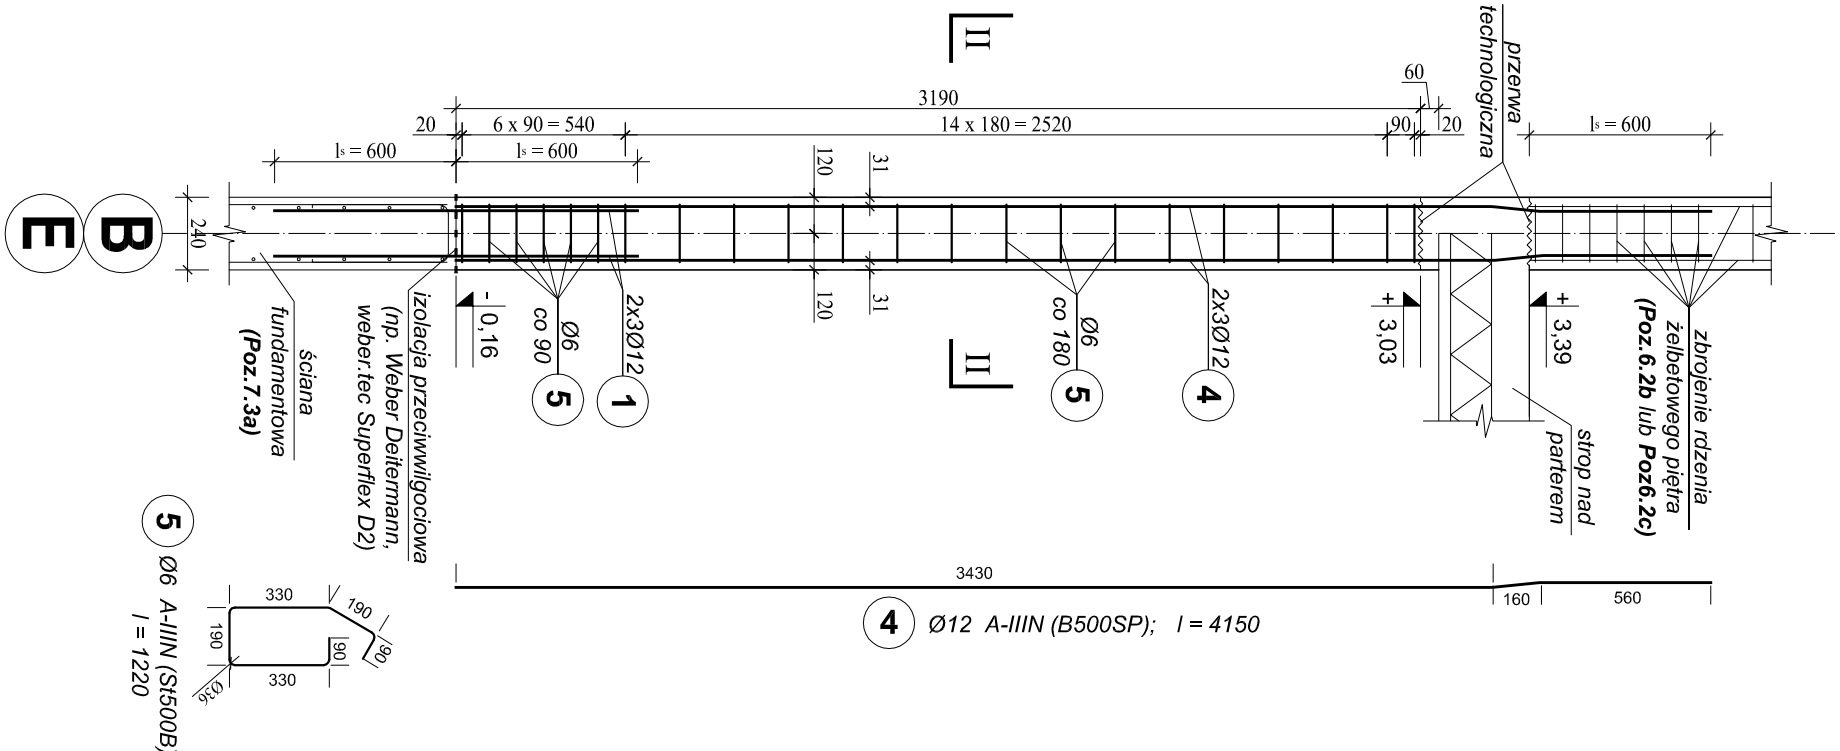 II
przerwa
technologiczna
60
3190
20
6 x 90 = 540
14 x 180 = 2520
90
20
ls = 600
ls = 600
ls = 600
120
31
E
B
240
120
31
- 0,16
+ 3,03
+ 3,39
izolacja przeciwwilgociowa
(np. Weber Deitermann,
weber.tec Superflex D2)
ściana
fundamentowa
(Poz.7.3a)
Ø6
co 90
5
2x3Ø12
1
II
Ø6
co 180
5
2x3Ø12
4
strop nad
parterem
zbrojenie rdzenia
żelbetowego piętra
(Poz.6.2b lub Poz6.2c)
3430
160
560
4 Ø12 A-IIIN (B500SP); l = 4150
5 Ø6 A-IIIN (St500B)
l = 1220
330
190
190
90
90
330
Ø36